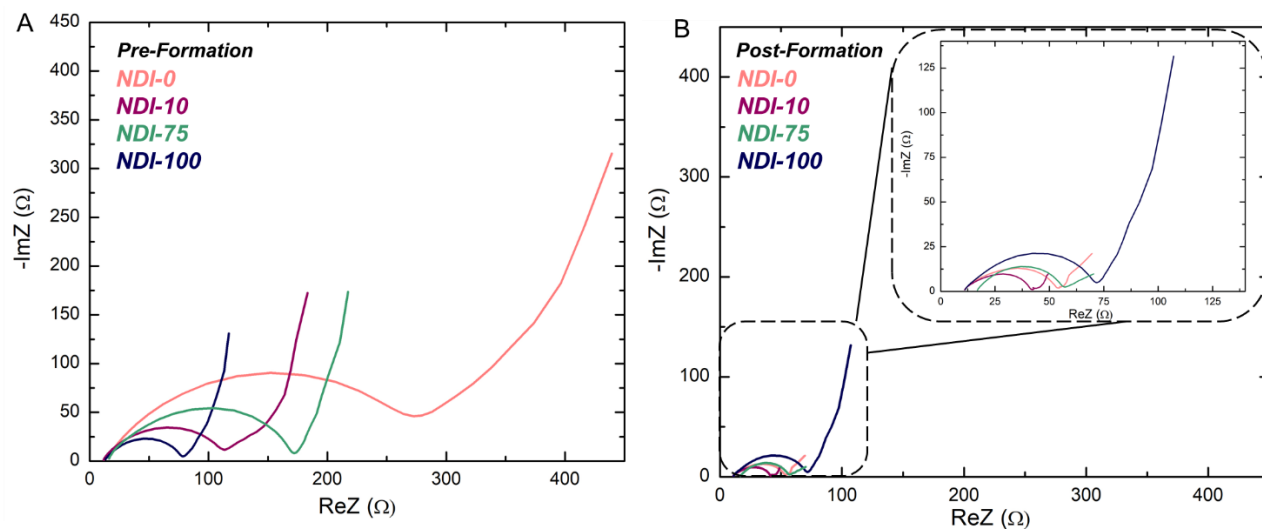 A
Pre-Formation
NDI-0
NDI-10
NDI-75
NDI-100
450
400
350
300
250
200
150
100
50
0
-ImZ (Ω)
0 100 200 300 400
ReZ (Ω)
B
Post-Formation
NDI-0
NDI-10
NDI-75
NDI-100
400
300
200
100
0
-ImZ (Ω)
0 100 200 300 400
ReZ (Ω)
125
100
75
50
25
0
-ImZ (Ω)
0 25 50 75 100 125
ReZ (Ω)